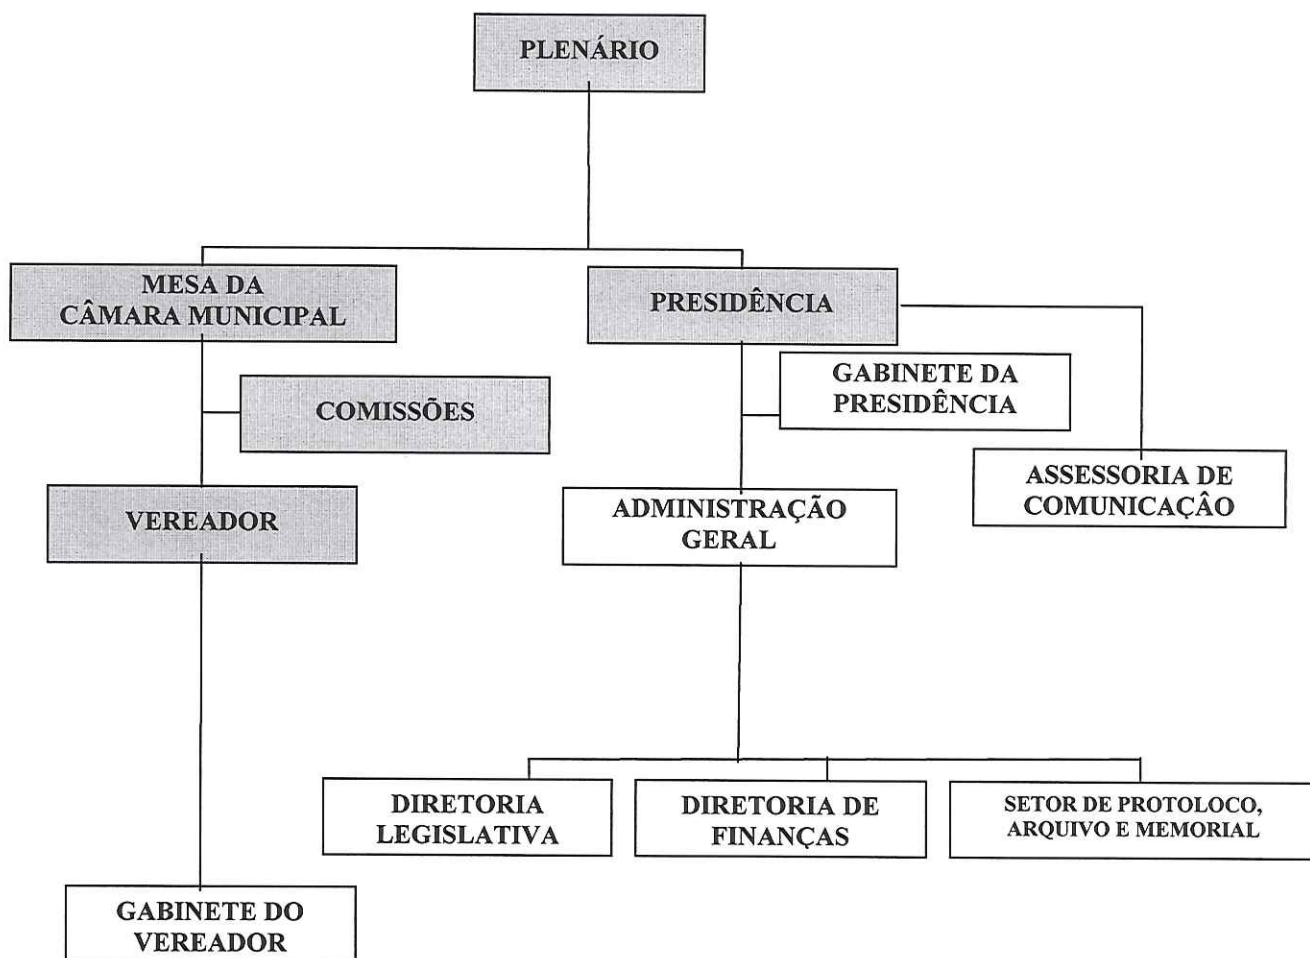 PLENÁRIO
MESA DA
CÂMARA MUNICIPAL
PRESIDÊNCIA
GABINETE DA
PRESIDÊNCIA
COMISSÕES
ASSESSORIA DE
COMUNICAÇÂO
VEREADOR
ADMINISTRAÇÃO
GERAL
DIRETORIA
LEGISLATIVA
DIRETORIA DE
FINANÇAS
SETOR DE PROTOLOCO,
ARQUIVO E MEMORIAL
GABINETE DO
VEREADOR